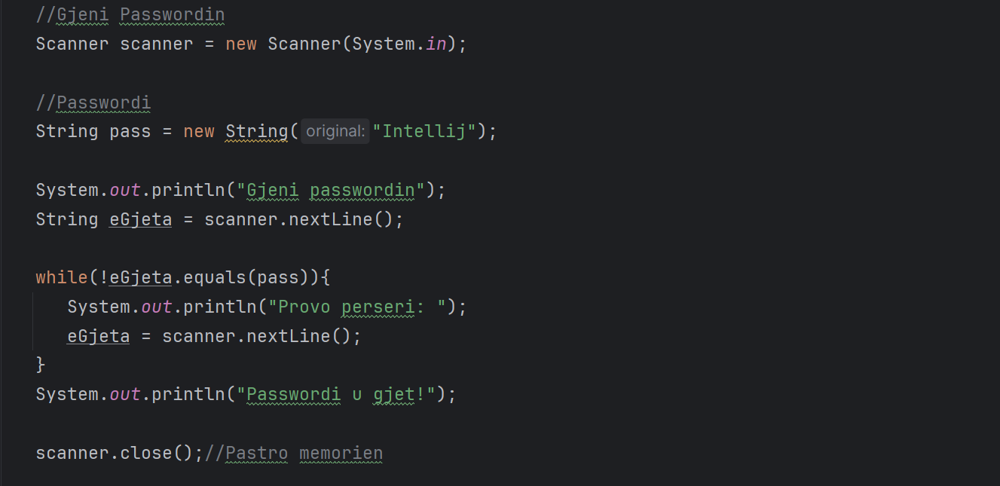 //Gjeni Passwordin
Scanner scanner = new Scanner(System.in);
//Passwordi
String pass = new String( original: "Intellij");
System.out.println("Gjeni passwordin");
String eGjeta = scanner.nextLine();
while(!eGjeta.equals(pass)){
System.out.println("Provo perseri: ");
eGjeta = scanner.nextLine();
}
System.out.println("Passwordi u gjet!");
scanner.close();//Pastro memorien